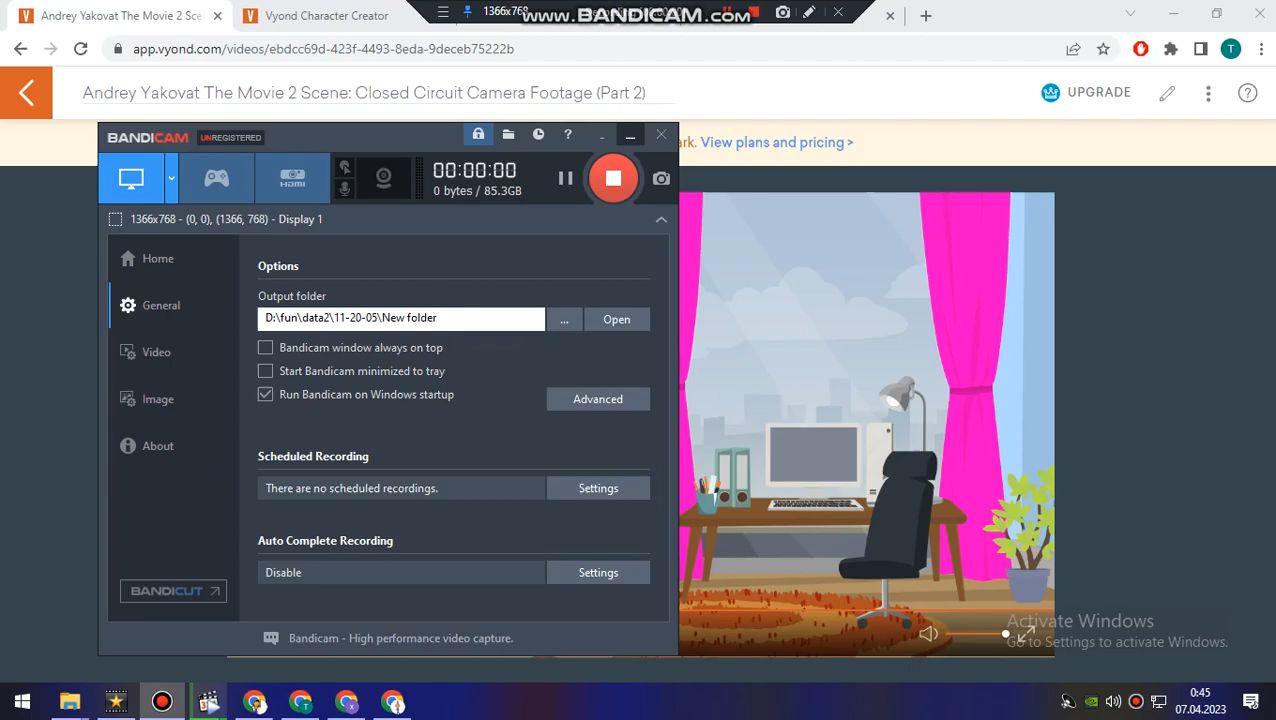 Andrey Yakovat The Movie 2 Scen
Vyond Character Creator
1366x768
www.BANDICAM.com
app.vyond.com/videos/ebdcc69d-423f-4493-8eda-9deceb75222b
T
Andrey Yakovat The Movie 2 Scene: Closed Circuit Camera Footage (Part 2)
UPGRADE
ark. View plans and pricing >
BANDICAM UNREGISTERED
HDMI
00:00:00
0 bytes / 85.3GB
1366x768 - (0, 0), (1366, 768) - Display 1
Home
General
Video
Image
About
BANDICUT
Options
Output folder
D:\fun\data2\11-20-05\New folder
...
Open
Bandicam window always on top
Start Bandicam minimized to tray
Run Bandicam on Windows startup
Advanced
Scheduled Recording
There are no scheduled recordings.
Settings
Auto Complete Recording
Disable
Settings
Bandicam - High performance video capture.
Activate Windows
Go to Settings to activate Windows.
0:45
07.04.2023